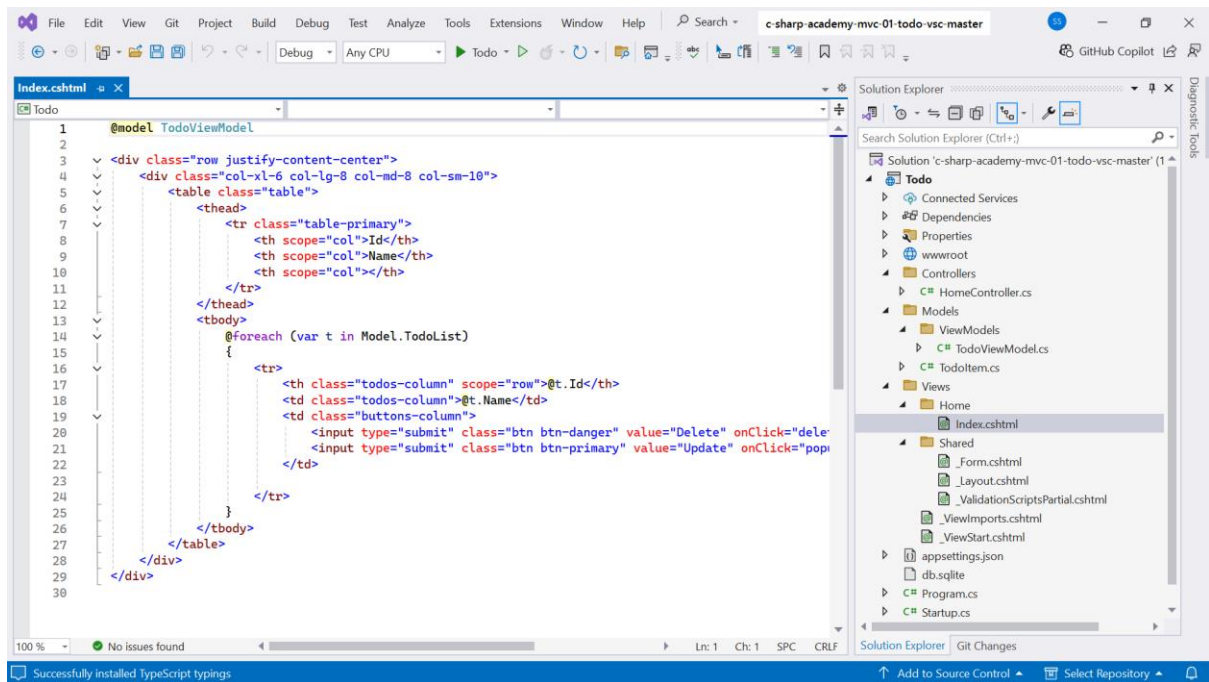 File Edit View Git Project Build Debug Test Analyze Tools Extensions Window Help Search c-sharp-academy-mvc-01-todo-vsc-master SS
Debug Any CPU Todo abc GitHub Copilot
Index.cshtml
Todo
1 @model TodoViewModel
2
3 <div class="row justify-content-center">
4 <div class="col-xl-6 col-lg-8 col-md-8 col-sm-10">
5 <table class="table">
6 <thead>
7 <tr class="table-primary">
8 <th scope="col">Id</th>
9 <th scope="col">Name</th>
10 <th scope="col"></th>
11 </tr>
12 </thead>
13 <tbody>
14 @foreach (var t in Model.TodoList)
15 {
16 <tr>
17 <th class="todos-column" scope="row">@t.Id</th>
18 <td class="todos-column">@t.Name</td>
19 <td class="buttons-column">
20 <input type="submit" class="btn btn-danger" value="Delete" onClick="delet
21 <input type="submit" class="btn btn-primary" value="Update" onClick="popu
22 </td>
23
24 </tr>
25 }
26 </tbody>
27 </table>
28 </div>
29 </div>
30
100 % No issues found Ln: 1 Ch: 1 SPC CRLF
Solution Explorer
Search Solution Explorer (Ctrl+;)
Solution 'c-sharp-academy-mvc-01-todo-vsc-master' (1
Todo
Connected Services
Dependencies
Properties
wwwroot
Controllers
C# HomeController.cs
Models
ViewModels
C# TodoViewModel.cs
C# TodoItem.cs
Views
Home
Index.cshtml
Shared
_Form.cshtml
_Layout.cshtml
_ValidationScriptsPartial.cshtml
_ViewImports.cshtml
_ViewStart.cshtml
appsettings.json
db.sqlite
C# Program.cs
C# Startup.cs
Solution Explorer Git Changes
Diagnostic Tools
Successfully installed TypeScript typings Add to Source Control Select Repository